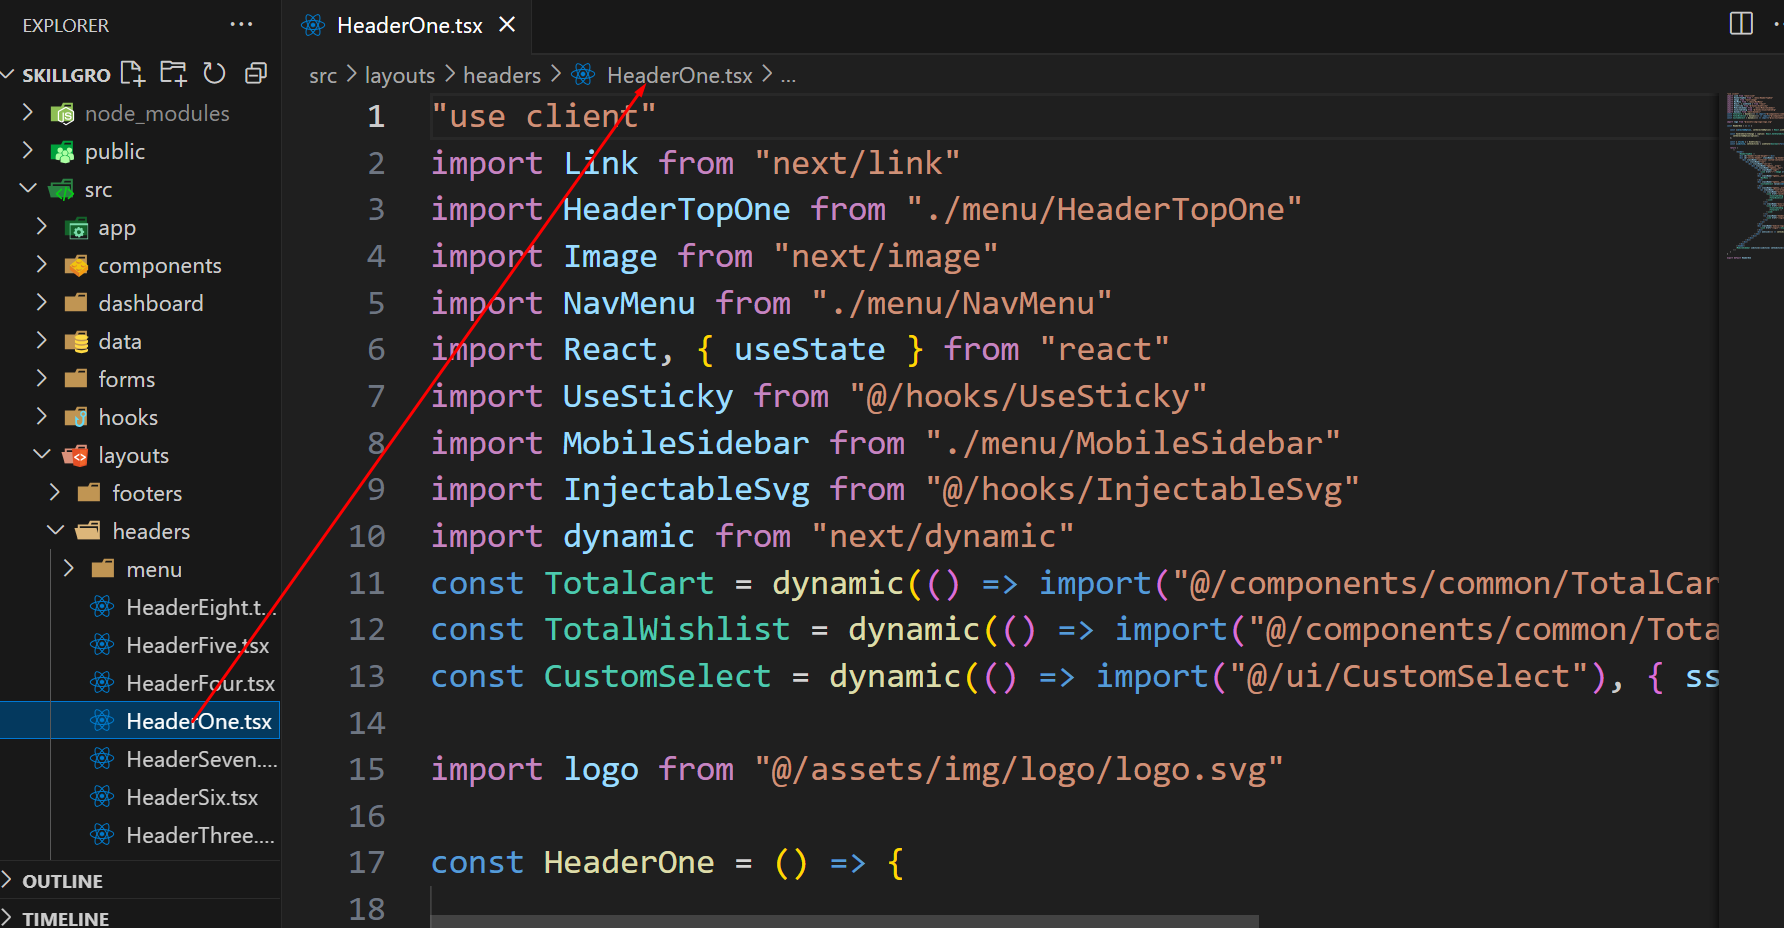 EXPLORER
SKILLGRO
node_modules
public
src
app
components
dashboard
data
forms
hooks
layouts
footers
headers
menu
HeaderEight.t...
HeaderFive.tsx
HeaderFour.tsx
HeaderOne.tsx
HeaderSeven....
HeaderSix.tsx
HeaderThree....
OUTLINE
TIMELINE
HeaderOne.tsx
src > layouts > headers > HeaderOne.tsx > ...
1 "use client"
2 import Link from "next/link"
3 import HeaderTopOne from "./menu/HeaderTopOne"
4 import Image from "next/image"
5 import NavMenu from "./menu/NavMenu"
6 import React, { useState } from "react"
7 import UseSticky from "@/hooks/UseSticky"
8 import MobileSidebar from "./menu/MobileSidebar"
9 import InjectableSvg from "@/hooks/InjectableSvg"
10 import dynamic from "next/dynamic"
11 const TotalCart = dynamic(() => import("@/components/common/TotalCar
12 const TotalWishlist = dynamic(() => import("@/components/common/Tota
13 const CustomSelect = dynamic(() => import("@/ui/CustomSelect"), { ss
14
15 import logo from "@/assets/img/logo/logo.svg"
16
17 const HeaderOne = () => {
18